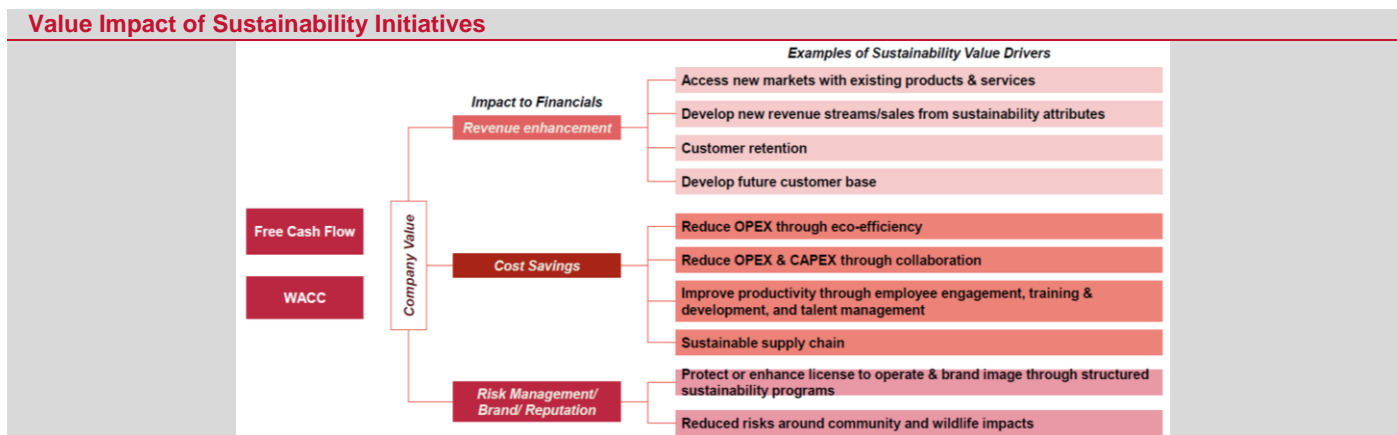 Value Impact of Sustainability Initiatives
Examples of Sustainability Value Drivers
Impact to Financials
Revenue enhancement
Access new markets with existing products & services
Develop new revenue streams/sales from sustainability attributes
Customer retention
Develop future customer base
Free Cash Flow
WACC
Company Value
Cost Savings
Reduce OPEX through eco-efficiency
Reduce OPEX & CAPEX through collaboration
Improve productivity through employee engagement, training &
development, and talent management
Sustainable supply chain
Risk Management/
Brand/ Reputation
Protect or enhance license to operate & brand image through structured
sustainability programs
Reduced risks around community and wildlife impacts